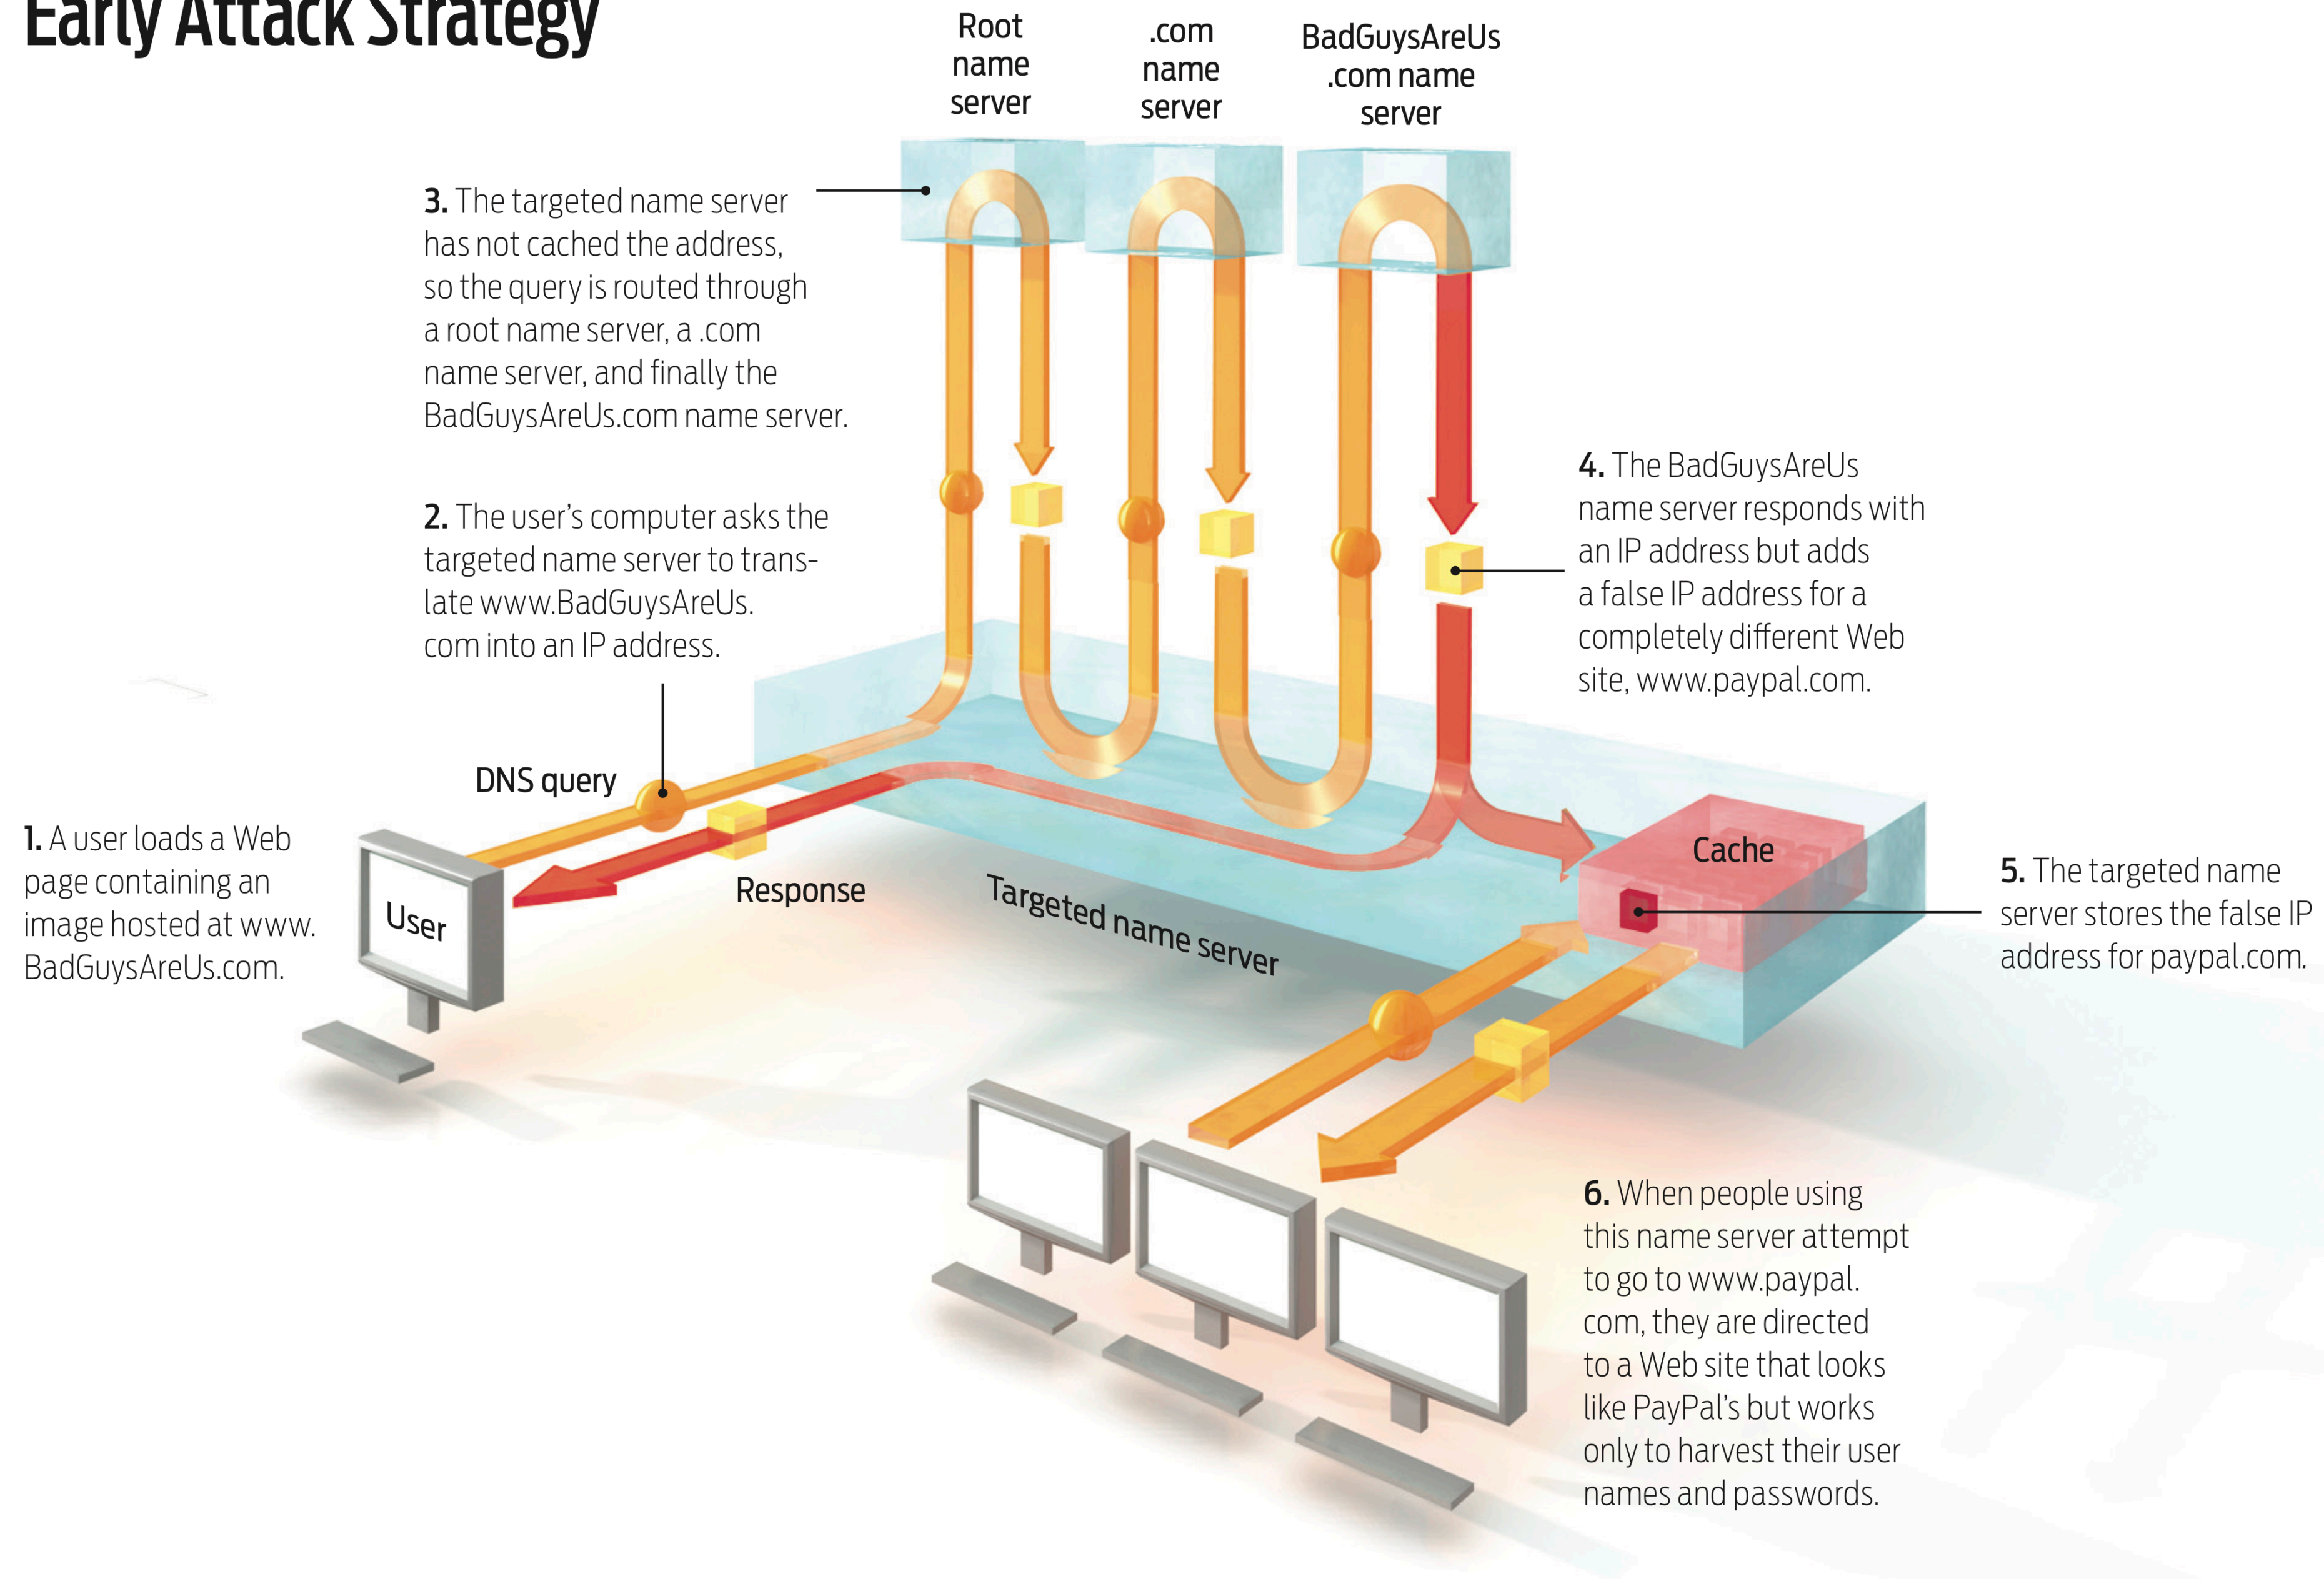 Early Attack Strategy
Root
name
server
.com
name
server
BadGuysAreUs
.com name
server
3. The targeted name server
has not cached the address,
so the query is routed through
a root name server, a .com
name server, and finally the
BadGuysAreUs.com name server.
2. The user's computer asks the
targeted name server to trans-
late www.BadGuysAreUs.
com into an IP address.
4. The BadGuysAreUs
name server responds with
an IP address but adds
a false IP address for a
completely different Web
site, www.paypal.com.
DNS query
1. A user loads a Web
page containing an
image hosted at www.
BadGuysAreUs.com.
User
Response
Targeted name server
Cache
5. The targeted name
server stores the false IP
address for paypal.com.
6. When people using
this name server attempt
to go to www.paypal.
com, they are directed
to a Web site that looks
like PayPal's but works
only to harvest their user
names and passwords.